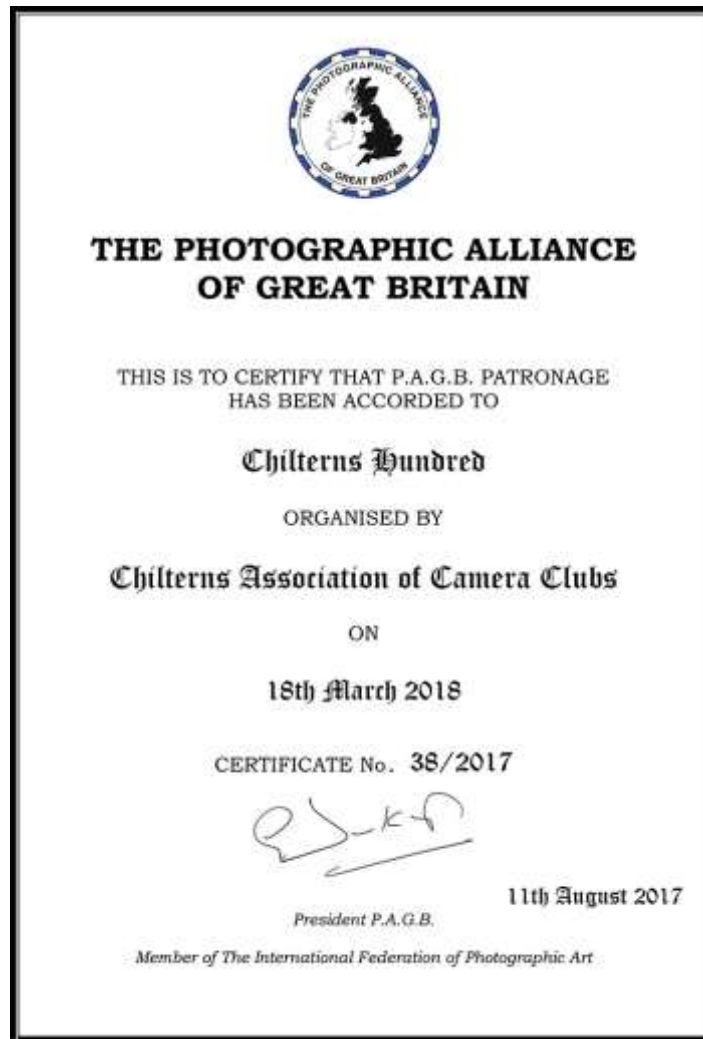 THE PHOTOGRAPHIC ALLIANCE
OF GREAT BRITAIN
THE PHOTOGRAPHIC ALLIANCE
OF GREAT BRITAIN
THIS IS TO CERTIFY THAT P.A.G.B. PATRONAGE
HAS BEEN ACCORDED TO
Chilterns Hundred
ORGANISED BY
Chilterns Association of Camera Clubs
ON
18th March 2018
CERTIFICATE No. 38/2017
11th August 2017
President P.A.G.B.
Member of The International Federation of Photographic Art